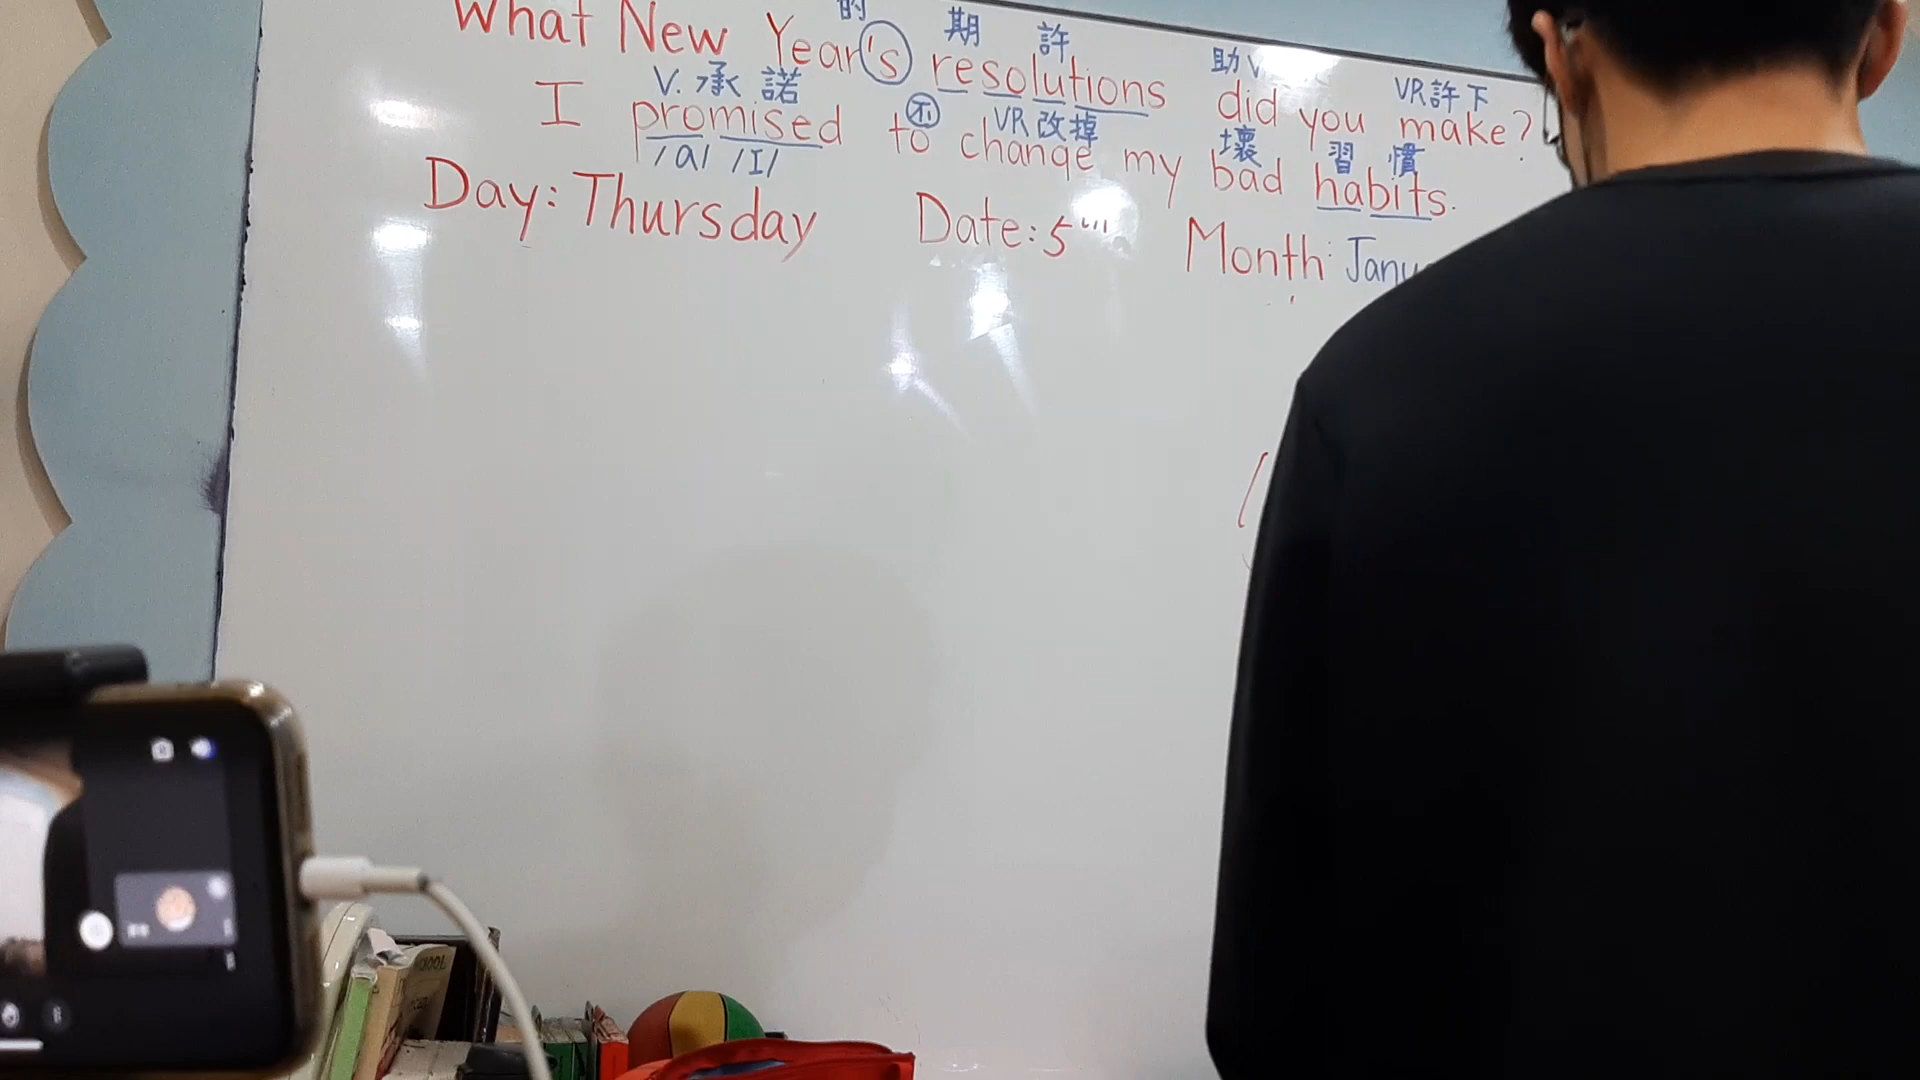 的 期 許 助V
What New Year's resolutions did you make?
V. 承諾 不 VR改掉 壞 習慣 VR許下
I promised to change my bad habits.
/a/ /I/
Day: Thursday Date: 5th Month: Janu